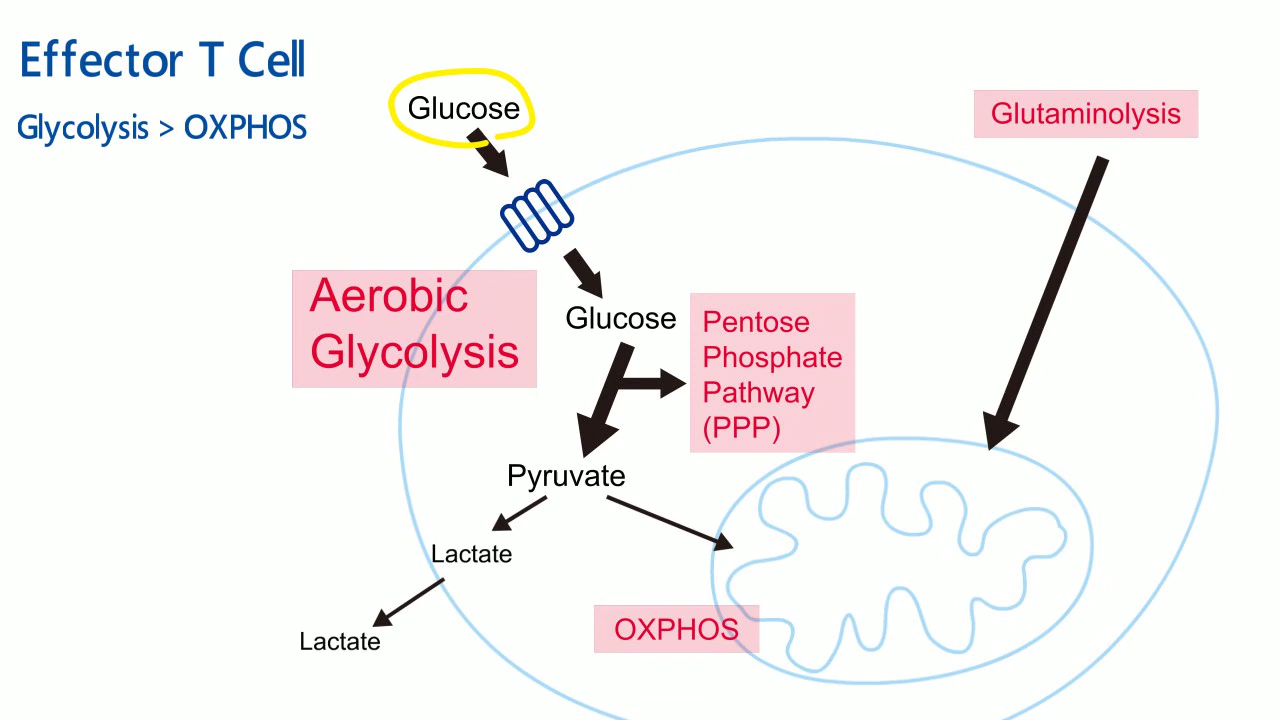 Effector T Cell
Glycolysis > OXPHOS
Glucose
Glutaminolysis
Aerobic
Glycolysis
Glucose
Pentose
Phosphate
Pathway
(PPP)
Pyruvate
Lactate
Lactate
OXPHOS